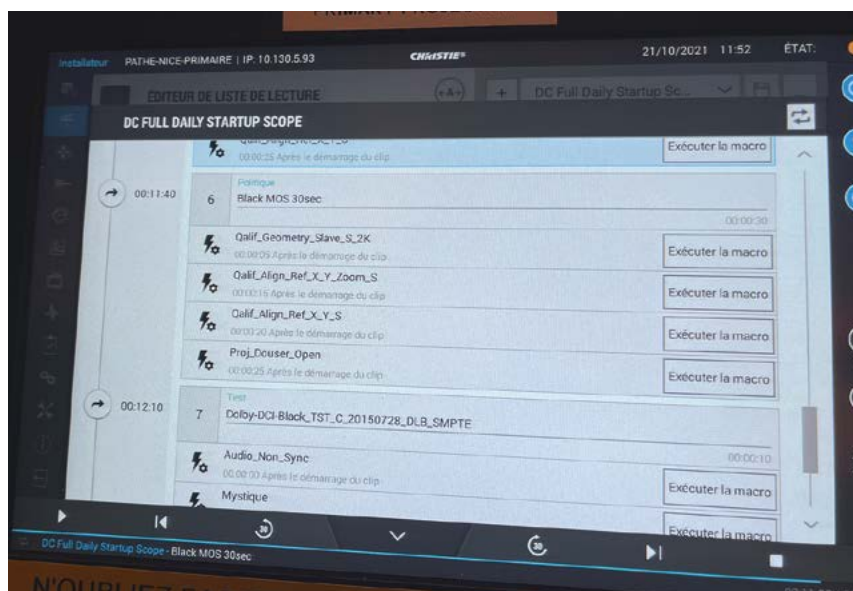 Installateur PATHE-NICE-PRIMAIRE | IP: 10.130.5.93 CHRISTIE® 21/10/2021 11:52 ÉTAT:
ÉDITEUR DE LISTE DE LECTURE <A> + DC Full Daily Startup Sc...
DC FULL DAILY STARTUP SCOPE
Qalif_Align_Ref_X_Y_S
00:00:25 Après le démarrage du clip
Exécuter la macro
Politique
00:11:40 6 Black MOS 30sec
00:00:30
Qalif_Geometry_Slave_S_2K
00:00:05 Après le démarrage du clip
Exécuter la macro
Qalif_Align_Ref_X_Y_Zoom_S
00:00:15 Après le démarrage du clip
Exécuter la macro
Qalif_Align_Ref_X_Y_S
00:00:20 Après le démarrage du clip
Exécuter la macro
Proj_Douser_Open
00:00:25 Après le démarrage du clip
Exécuter la macro
Test
00:12:10 7 Dolby-DCI-Black_TST_C_20150728_DLB_SMPTE
00:00:10
Audio_Non_Sync
00:00:00 Après le démarrage du clip
Exécuter la macro
Mystique
Exécuter la macro
30 30
DC Full Daily Startup Scope - Black MOS 30sec
N'OUBLIEZ